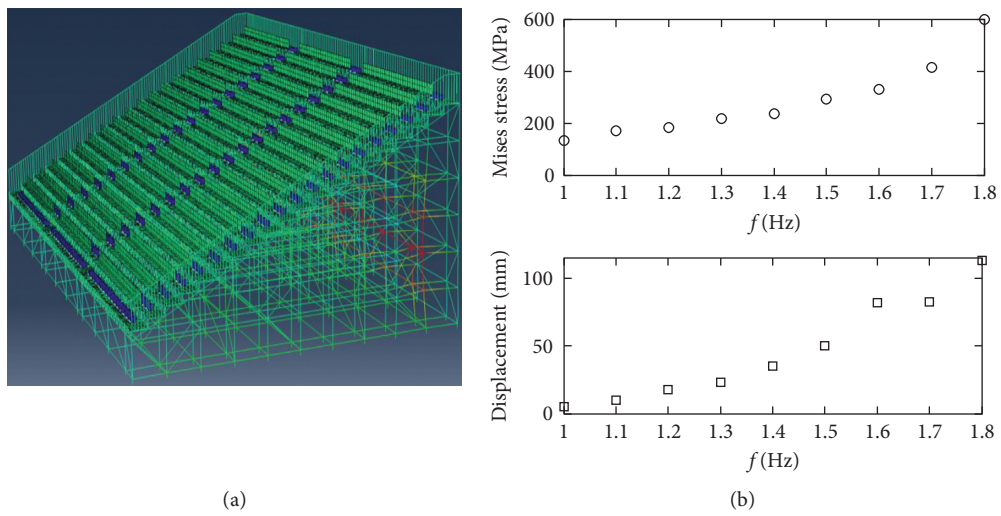 600
400
200
0
Mises stress (MPa)
1 1.1 1.2 1.3 1.4 1.5 1.6 1.7 1.8
f (Hz)
100
50
0
Displacement (mm)
1 1.1 1.2 1.3 1.4 1.5 1.6 1.7 1.8
f (Hz)
(a) (b)